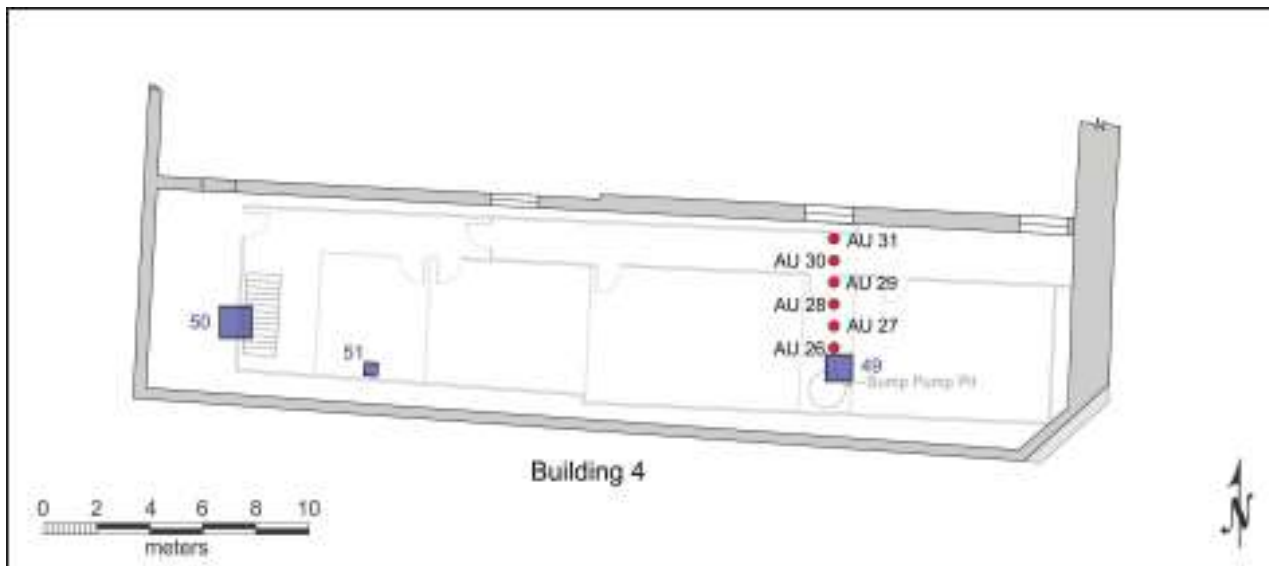 AU 31
AU 30
AU 29
50
AU 28
AU 27
51
AU 26
49
Sump Pump Pit
Building 4
0 2 4 6 8 10
meters
N